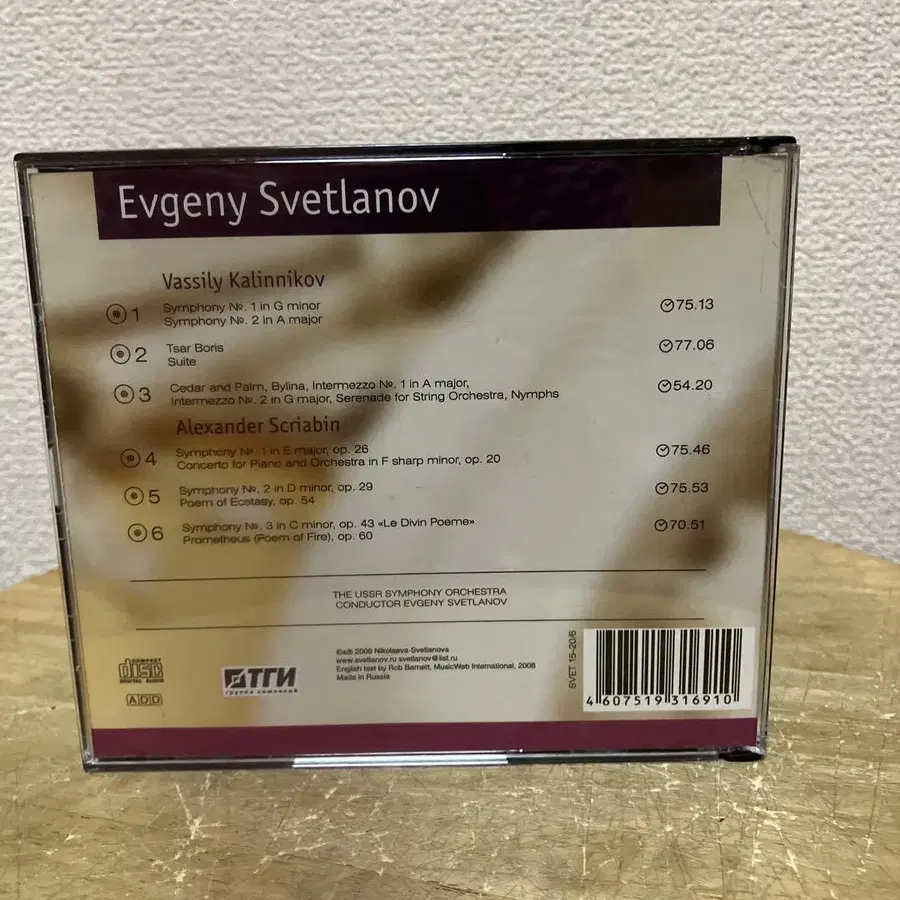 Evgeny Svetlanov
Vassily Kalinnikov
1 Symphony №. 1 in G minor 75.13
Symphony №. 2 in A major
2 Tsar Boris 77.06
Suite
3 Cedar and Palm, Bylina, Intermezzo №. 1 in A major, 54.20
Intermezzo №. 2 in G major, Serenade for String Orchestra, Nymphs
Alexander Scriabin
4 Symphony №. 1 in E major, op. 26 75.46
Concerto for Piano and Orchestra in F sharp minor, op. 20
5 Symphony №. 2 in D minor, op. 29 75.53
Poem of Ecstasy, op. 54
6 Symphony №. 3 in C minor, op. 43 «Le Divin Poeme» 70.51
Prometheus (Poem of Fire), op. 60
THE USSR SYMPHONY ORCHESTRA
CONDUCTOR EVGENY SVETLANOV
COMPACT
disc
DIGITAL AUDIO
ADD
ТГИ
группа компаний
©&℗ 2009 Nikolaeva-Svetlanova
www.svetlanov.ru svetlanov@list.ru
English text by Rob Barnett, MusicWeb International, 2008
Made in Russia
SVET 15-20/6
4 607519 316910